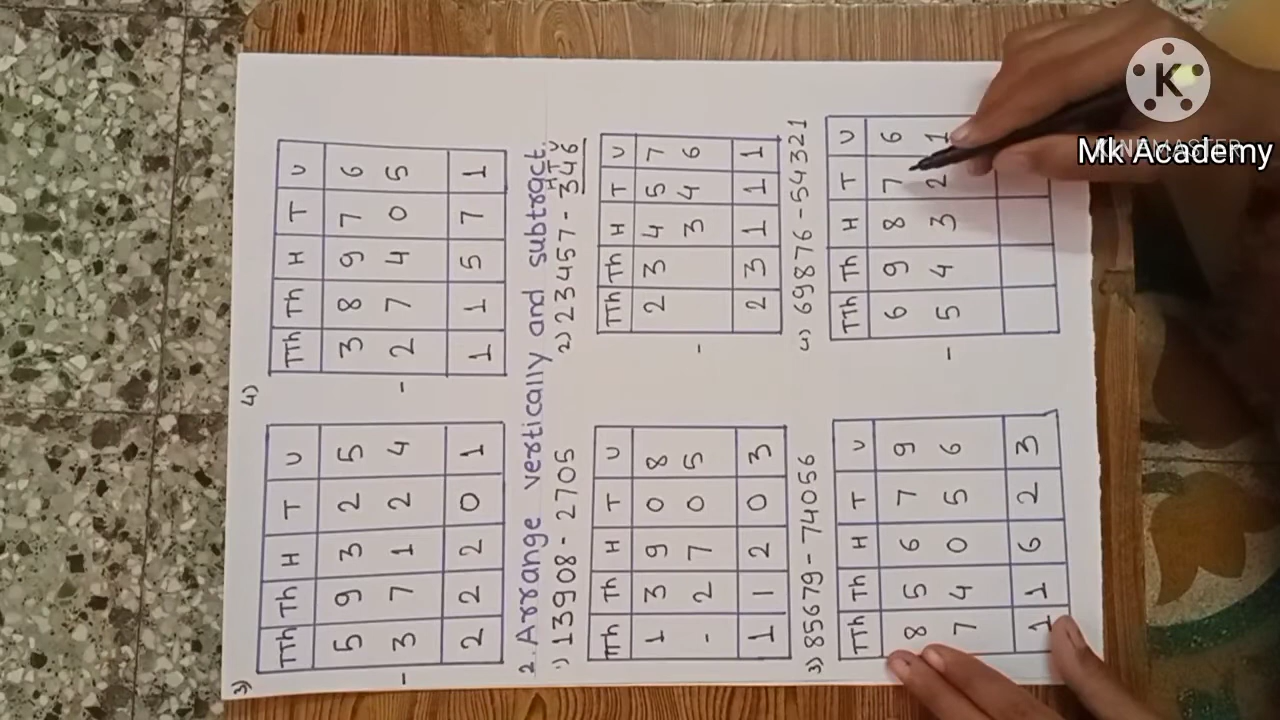 3)
TTh Th H T U
5 9 3 2 5
- 3 7 1 2 4
2 2 2 0 1
4)
TTh Th H T U
3 8 9 7 6
- 2 7 4 0 5
1 1 5 7 1
2. Arrange vertically and subtract.
1) 13908 - 2705
TTh Th H T U
1 3 9 0 8
- 2 7 0 5
1 1 2 0 3
H T U
2) 23457 - 346
TTh Th H T U
2 3 4 5 7
- 3 4 6
2 3 1 1 1
3) 85679 - 74056
TTh Th H T U
8 5 6 7 9
7 4 0 5 6
1 1 6 2 3
4) 69876 - 54321
TTh Th H T U
6 9 8 7 6
- 5 4 3 2 1
K
KINEMASTER
Mk Academy